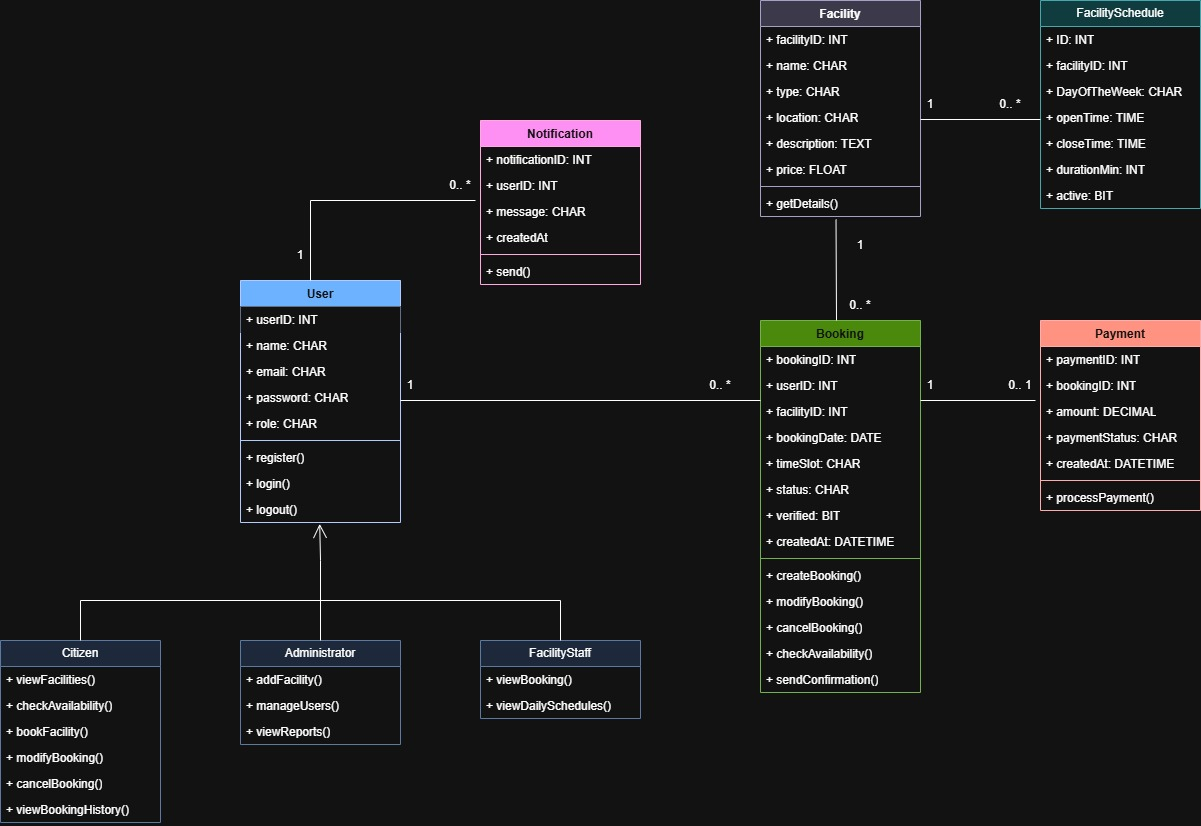 Facility
+ facilityID: INT
+ name: CHAR
+ type: CHAR
+ location: CHAR
+ description: TEXT
+ price: FLOAT
+ getDetails()
FacilitySchedule
+ ID: INT
+ facilityID: INT
+ DayOfTheWeek: CHAR
+ openTime: TIME
+ closeTime: TIME
+ durationMin: INT
+ active: BIT
1
0.. *
Notification
+ notificationID: INT
+ userID: INT
+ message: CHAR
+ createdAt
+ send()
0.. *
1
1
0.. *
User
+ userID: INT
+ name: CHAR
+ email: CHAR
+ password: CHAR
+ role: CHAR
+ register()
+ login()
+ logout()
1
0.. *
Booking
+ bookingID: INT
+ userID: INT
+ facilityID: INT
+ bookingDate: DATE
+ timeSlot: CHAR
+ status: CHAR
+ verified: BIT
+ createdAt: DATETIME
+ createBooking()
+ modifyBooking()
+ cancelBooking()
+ checkAvailability()
+ sendConfirmation()
1
0.. 1
Payment
+ paymentID: INT
+ bookingID: INT
+ amount: DECIMAL
+ paymentStatus: CHAR
+ createdAt: DATETIME
+ processPayment()
Citizen
+ viewFacilities()
+ checkAvailability()
+ bookFacility()
+ modifyBooking()
+ cancelBooking()
+ viewBookingHistory()
Administrator
+ addFacility()
+ manageUsers()
+ viewReports()
FacilityStaff
+ viewBooking()
+ viewDailySchedules()